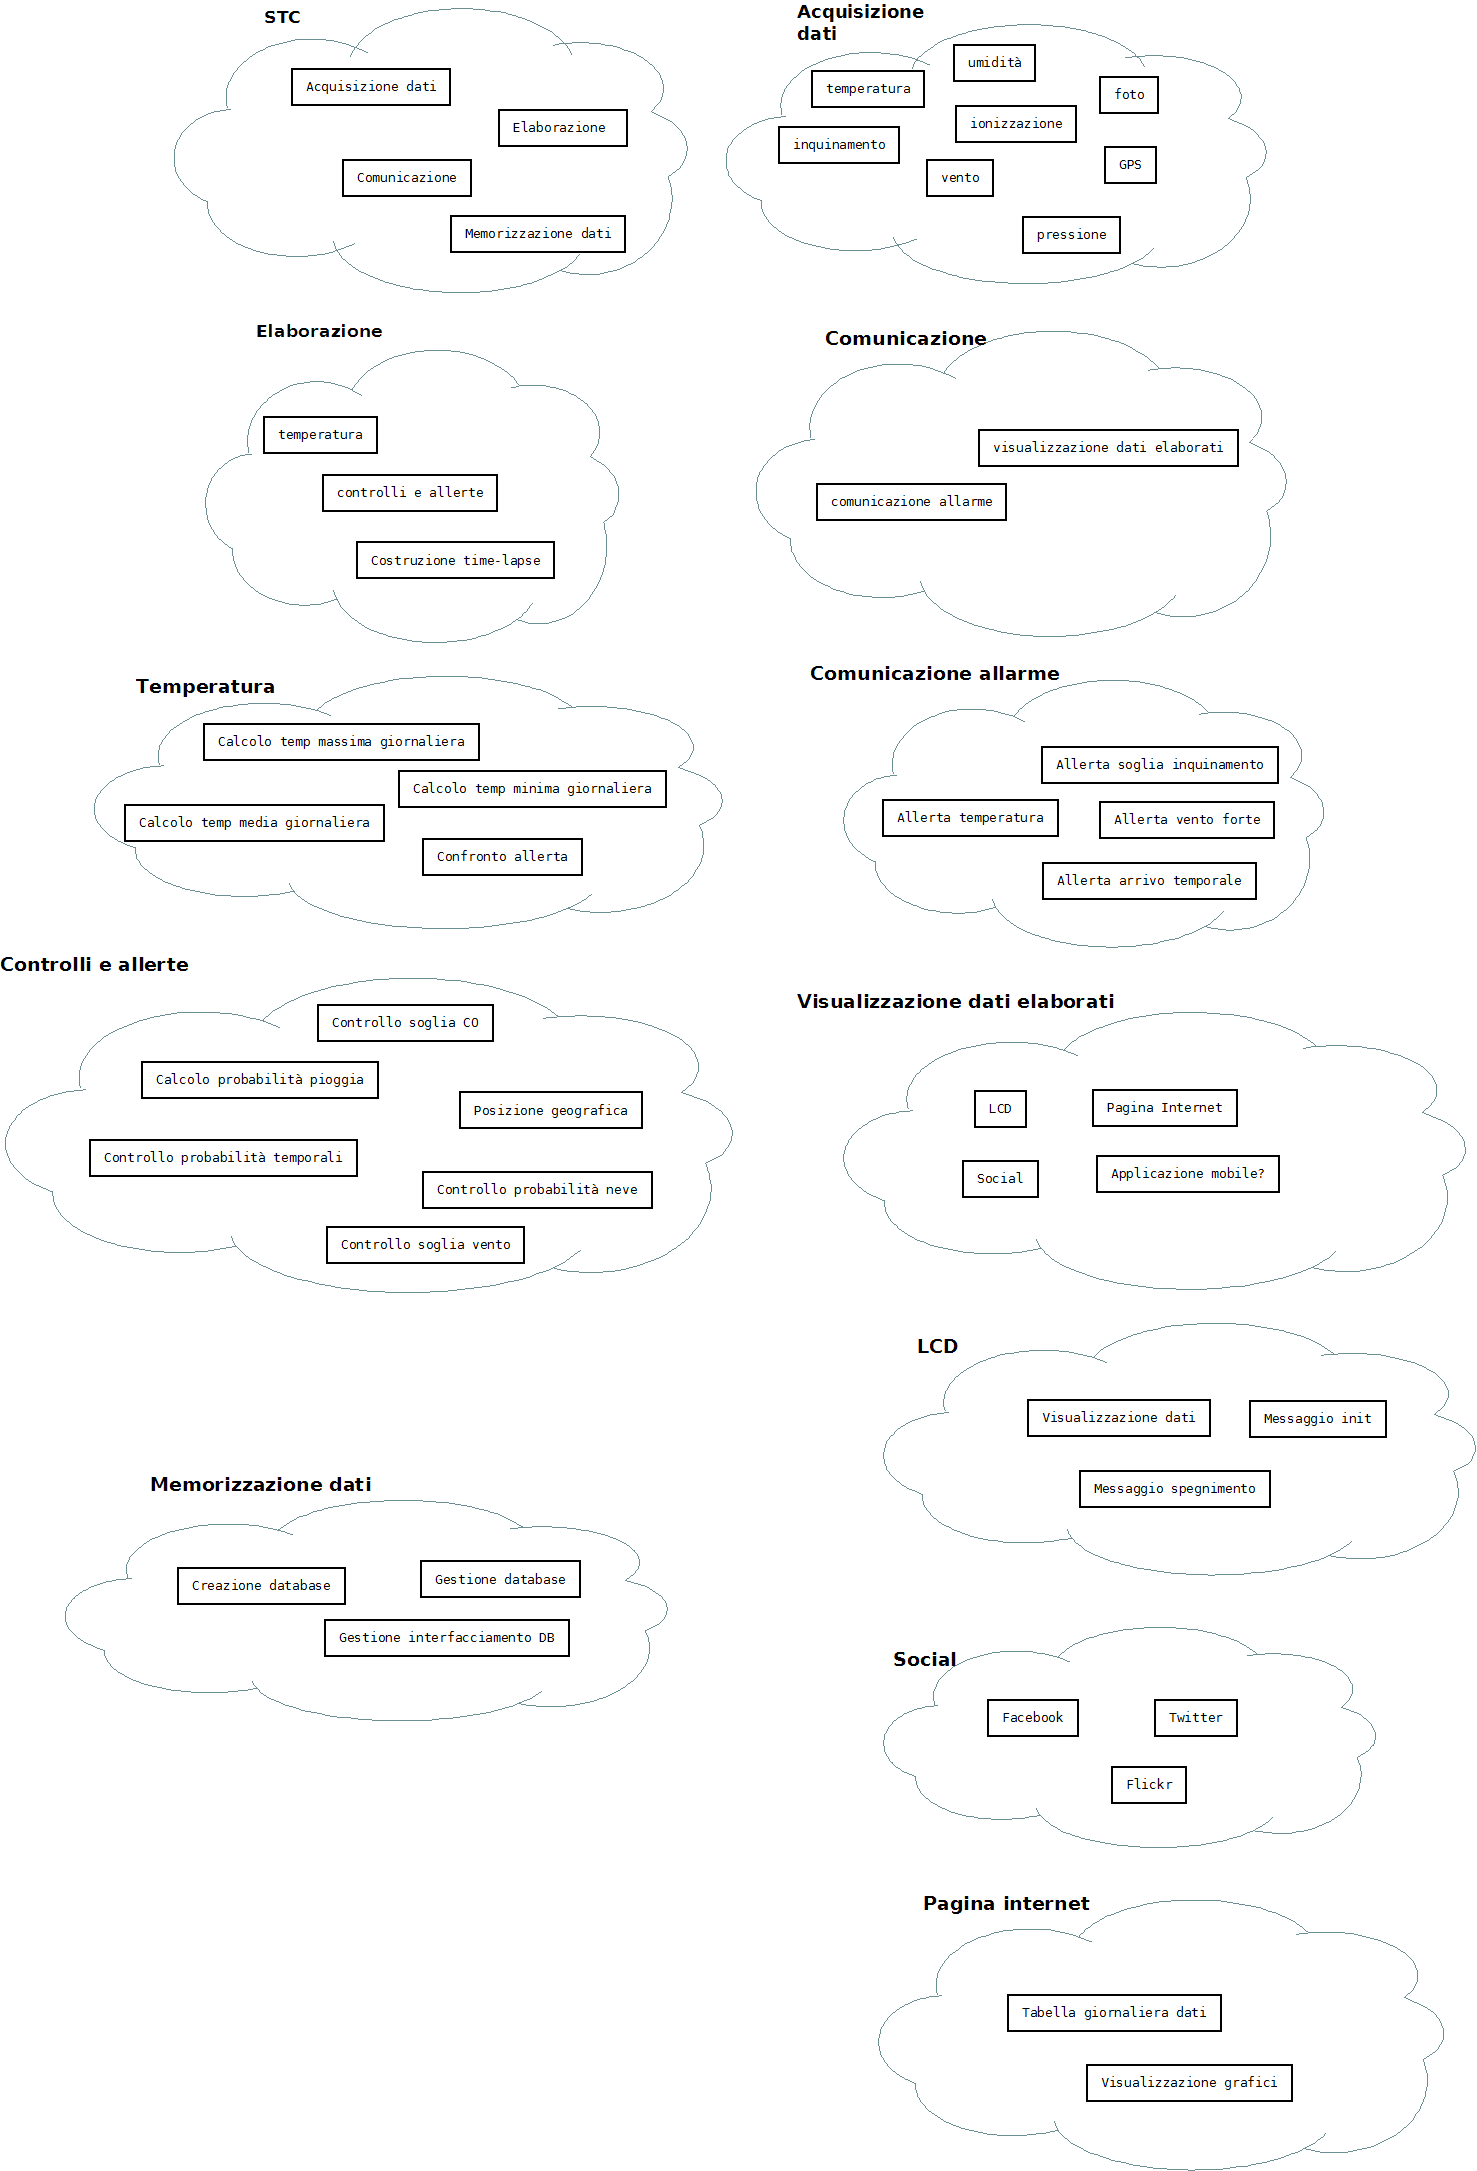 STC
Acquisizione dati
Elaborazione
Comunicazione
Memorizzazione dati
Acquisizione
dati
umidità
temperatura
foto
ionizzazione
inquinamento
GPS
vento
pressione
Elaborazione
temperatura
controlli e allerte
Costruzione time-lapse
Comunicazione
visualizzazione dati elaborati
comunicazione allarme
Temperatura
Calcolo temp massima giornaliera
Calcolo temp minima giornaliera
Calcolo temp media giornaliera
Confronto allerta
Comunicazione allarme
Allerta soglia inquinamento
Allerta temperatura
Allerta vento forte
Allerta arrivo temporale
Controlli e allerte
Controllo soglia CO
Calcolo probabilità pioggia
Posizione geografica
Controllo probabilità temporali
Controllo probabilità neve
Controllo soglia vento
Visualizzazione dati elaborati
LCD
Pagina Internet
Social
Applicazione mobile?
LCD
Visualizzazione dati
Messaggio init
Messaggio spegnimento
Memorizzazione dati
Creazione database
Gestione database
Gestione interfacciamento DB
Social
Facebook
Twitter
Flickr
Pagina internet
Tabella giornaliera dati
Visualizzazione grafici